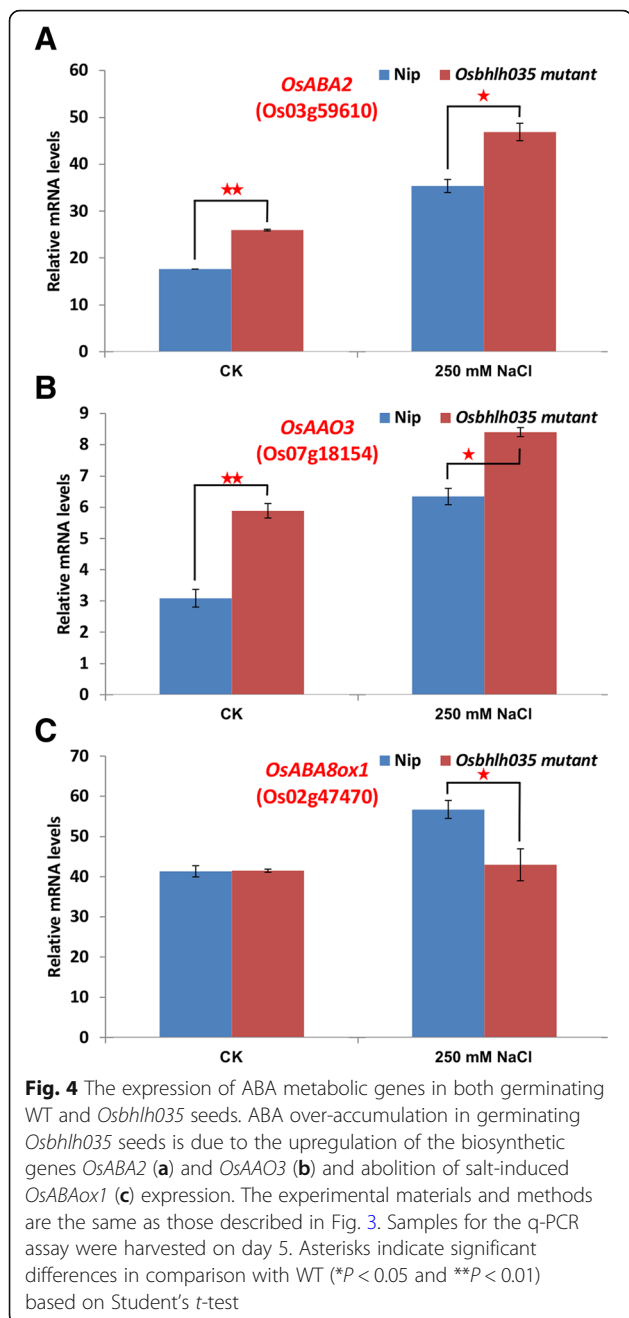 A
Nip Osbhlh035 mutant
OsABA2
(Os03g59610)
★
★★
Relative mRNA levels
60
50
40
30
20
10
0
CK 250 mM NaCl
B
Nip Osbhlh035 mutant
OsAAO3
(Os07g18154)
★★
★
Relative mRNA levels
9
8
7
6
5
4
3
2
1
0
CK 250 mM NaCl
C
Nip Osbhlh035 mutant
OsABA8ox1
(Os02g47470)
★
Relative mRNA levels
70
60
50
40
30
20
10
0
CK 250 mM NaCl
Fig. 4 The expression of ABA metabolic genes in both germinating
WT and Osbhlh035 seeds. ABA over-accumulation in germinating
Osbhlh035 seeds is due to the upregulation of the biosynthetic
genes OsABA2 (a) and OsAAO3 (b) and abolition of salt-induced
OsABAox1 (c) expression. The experimental materials and methods
are the same as those described in Fig. 3. Samples for the q-PCR
assay were harvested on day 5. Asterisks indicate significant
differences in comparison with WT (*P < 0.05 and **P < 0.01)
based on Student's t-test